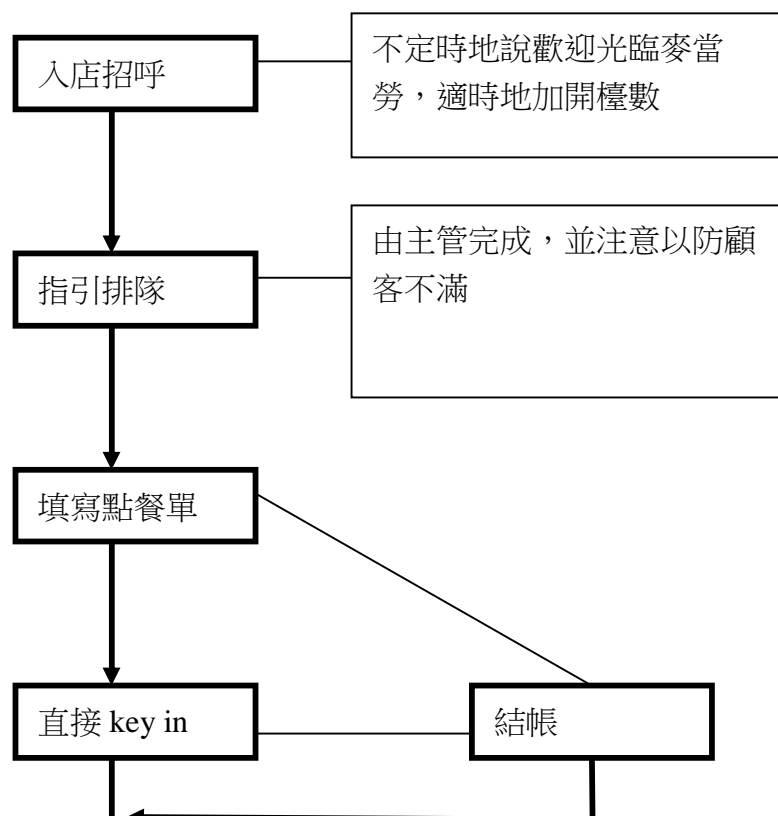 入店招呼
不定時地說歡迎光臨麥當
勞，適時地加開檯數
指引排隊
由主管完成，並注意以防顧
客不滿
填寫點餐單
直接 key in
結帳